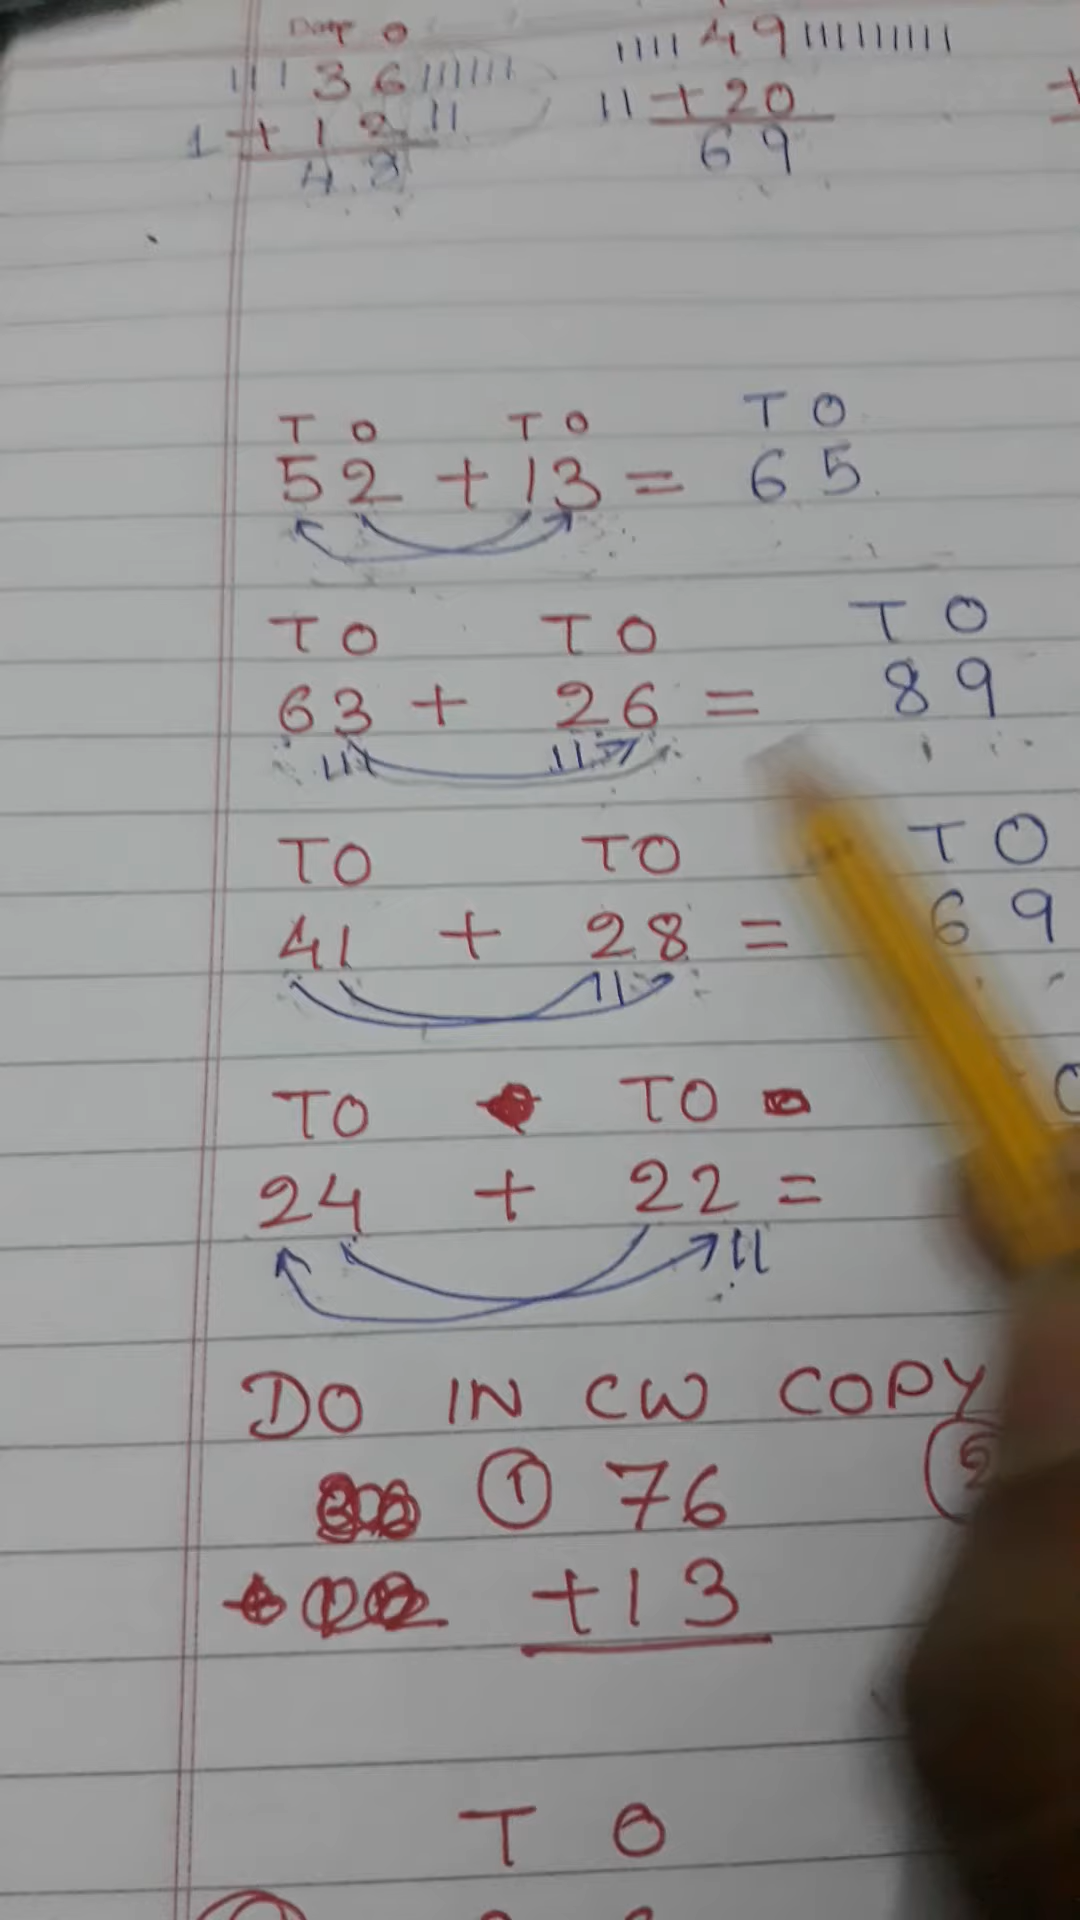 O
36 49
+ 12 + 20
48 69
T O T O T O
52 + 13 = 65
T O T O T O
63 + 26 = 89
T O T O T O
41 + 28 = 69
T O T O
24 + 22 =
DO IN CW COPY
① 76
+ 13
T O